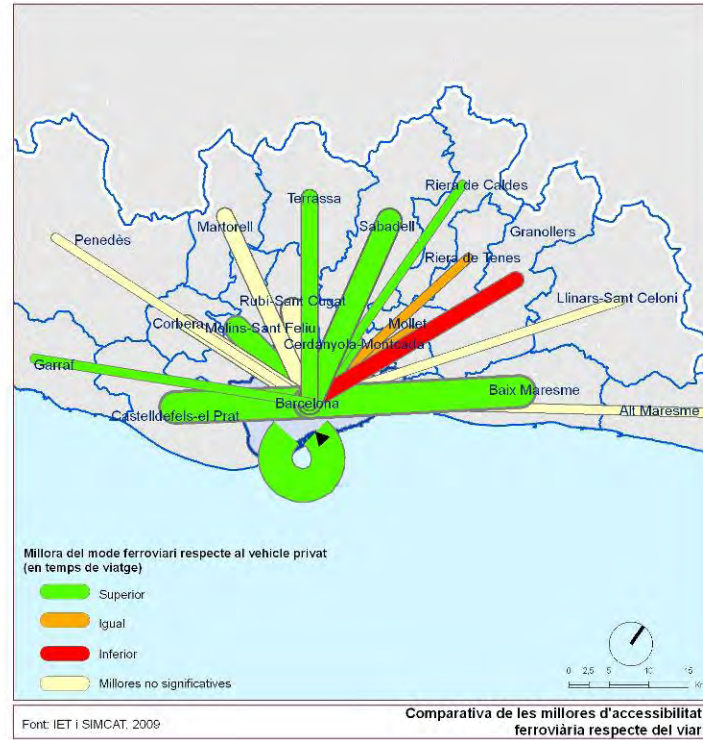 Riera de Caldes
Terrassa
Sabadell
Martorell
Granollers
Penedès
Riera de Tenes
Llinars-Sant Celoni
Rubí-Sant Cugat
Corbera
Molins-Sant Feliu
Mollet
Cerdanyola-Montcada
Garraf
Baix Maresme
Barcelona
Castelldefels-el Prat
Alt Maresme
Millora del mode ferroviari respecte al vehicle privat
(en temps de viatge)
Superior
Igual
Inferior
Millores no significatives
0 2,5 5 10 15
Font: IET i SIMCAT, 2009
Comparativa de les millores d'accessibilitat
ferroviària respecte del viar